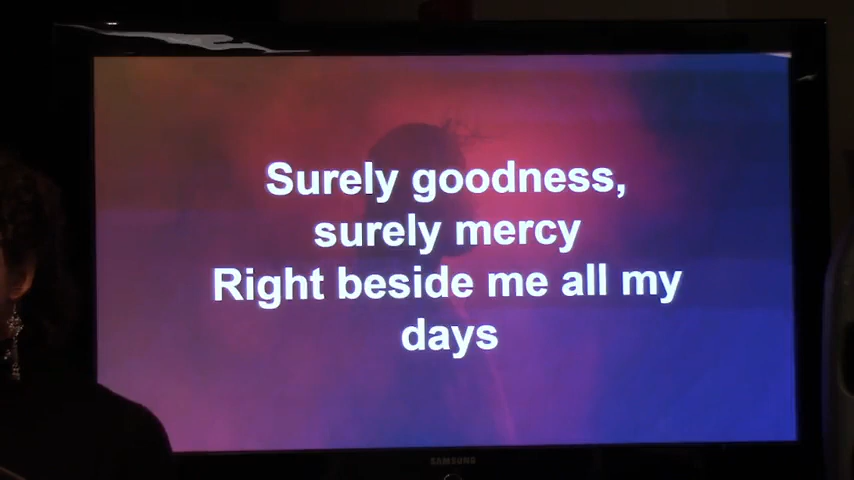 Surely goodness,
surely mercy
Right beside me all my
days
SAMSUNG